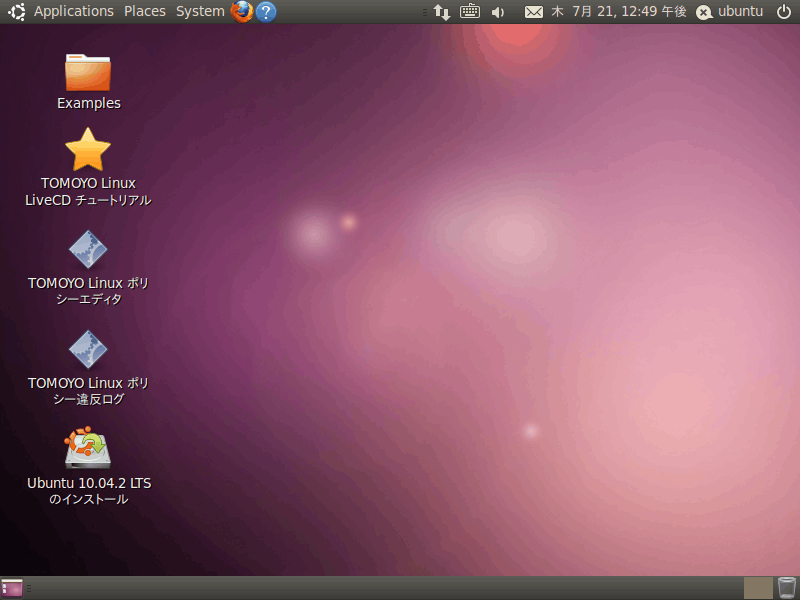 Applications Places System ? 木 7月 21, 12:49 午後 ubuntu
Examples
TOMOYO Linux
LiveCD チュートリアル
TOMOYO Linux ポリ
シーエディタ
TOMOYO Linux ポリ
シー違反ログ
Ubuntu 10.04.2 LTS
のインストール